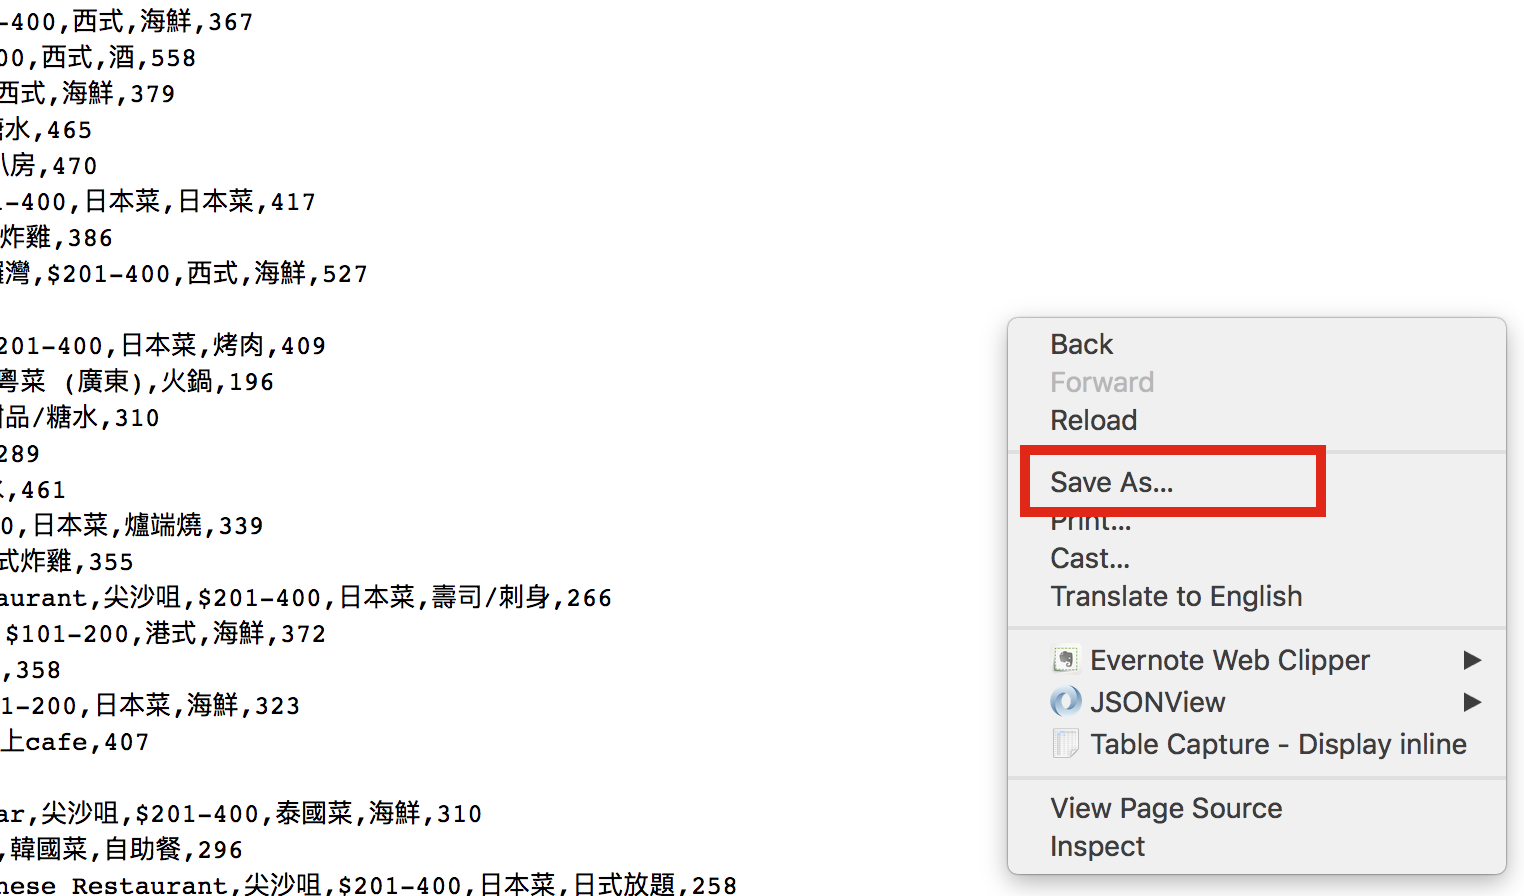 -400,西式,海鮮,367
00,西式,酒,558
西式,海鮮,379
水,465
房,470
-400,日本菜,日本菜,417
炸雞,386
灣,$201-400,西式,海鮮,527
201-400,日本菜,烤肉,409
粵菜 (廣東),火鍋,196
品/糖水,310
289
,461
0,日本菜,爐端燒,339
式炸雞,355
aurant,尖沙咀,$201-400,日本菜,壽司/刺身,266
$101-200,港式,海鮮,372
,358
1-200,日本菜,海鮮,323
上cafe,407
ar,尖沙咀,$201-400,泰國菜,海鮮,310
,韓國菜,自助餐,296
nese Restaurant,尖沙咀,$201-400,日本菜,日式放題,258
Back
Forward
Reload
Save As...
Print...
Cast...
Translate to English
Evernote Web Clipper
JSONView
Table Capture - Display inline
View Page Source
Inspect